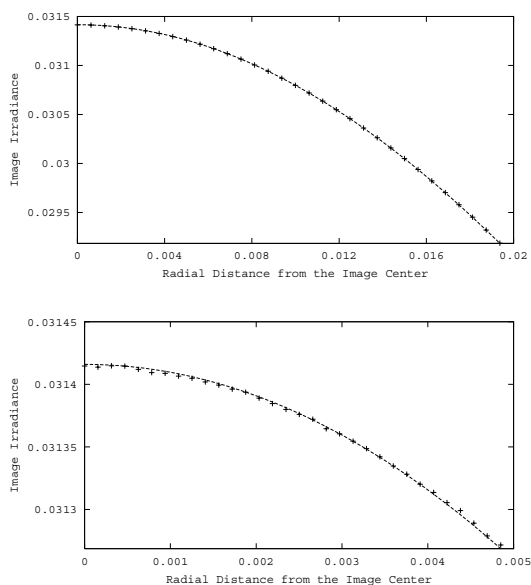 0.0315
0.031
0.0305
0.03
0.0295
Image Irradiance
0 0.004 0.008 0.012 0.016 0.02
Radial Distance from the Image Center
0.03145
0.0314
0.03135
0.0313
Image Irradiance
0 0.001 0.002 0.003 0.004 0.005
Radial Distance from the Image Center